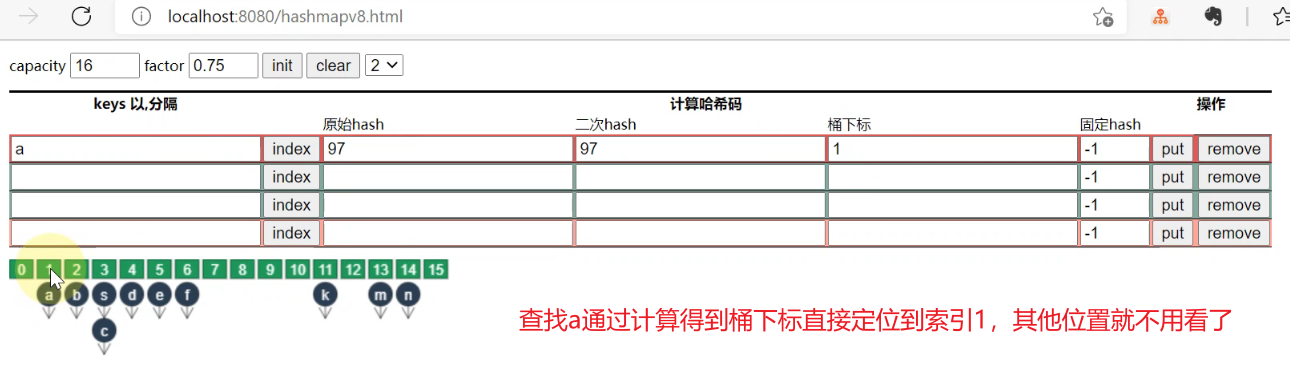 localhost:8080/hashmapv8.html
capacity 16 factor 0.75 init clear 2
keys 以,分隔 计算哈希码 操作
原始hash 二次hash 桶下标 固定hash
a index 97 97 1 -1 put remove
index -1 put remove
index -1 put remove
index -1 put remove
0 1 2 3 4 5 6 7 8 9 10 11 12 13 14 15
a b s d e f k m n
c
查找a通过计算得到桶下标直接定位到索引1，其他位置就不用看了